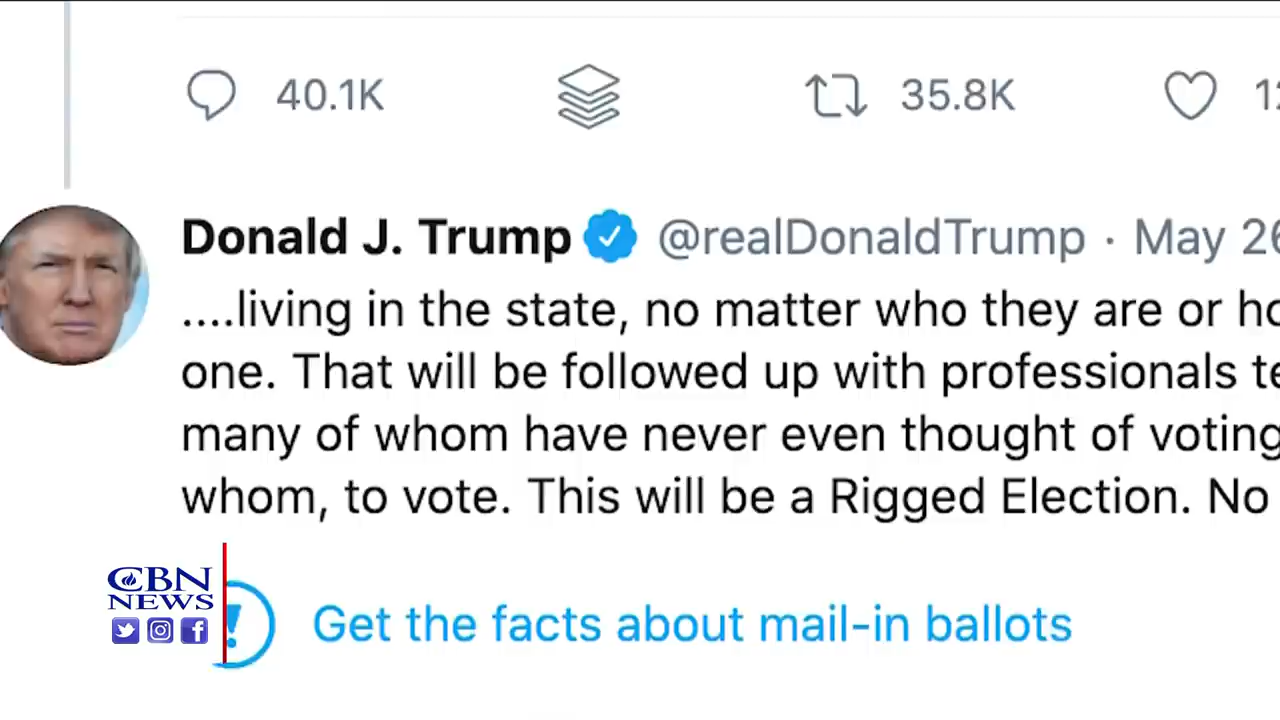 40.1K 35.8K
Donald J. Trump @realDonaldTrump · May 26
....living in the state, no matter who they are or
one. That will be followed up with professionals
many of whom have never even thought of voting
whom, to vote. This will be a Rigged Election. No
Get the facts about mail-in ballots
CBN
NEWS